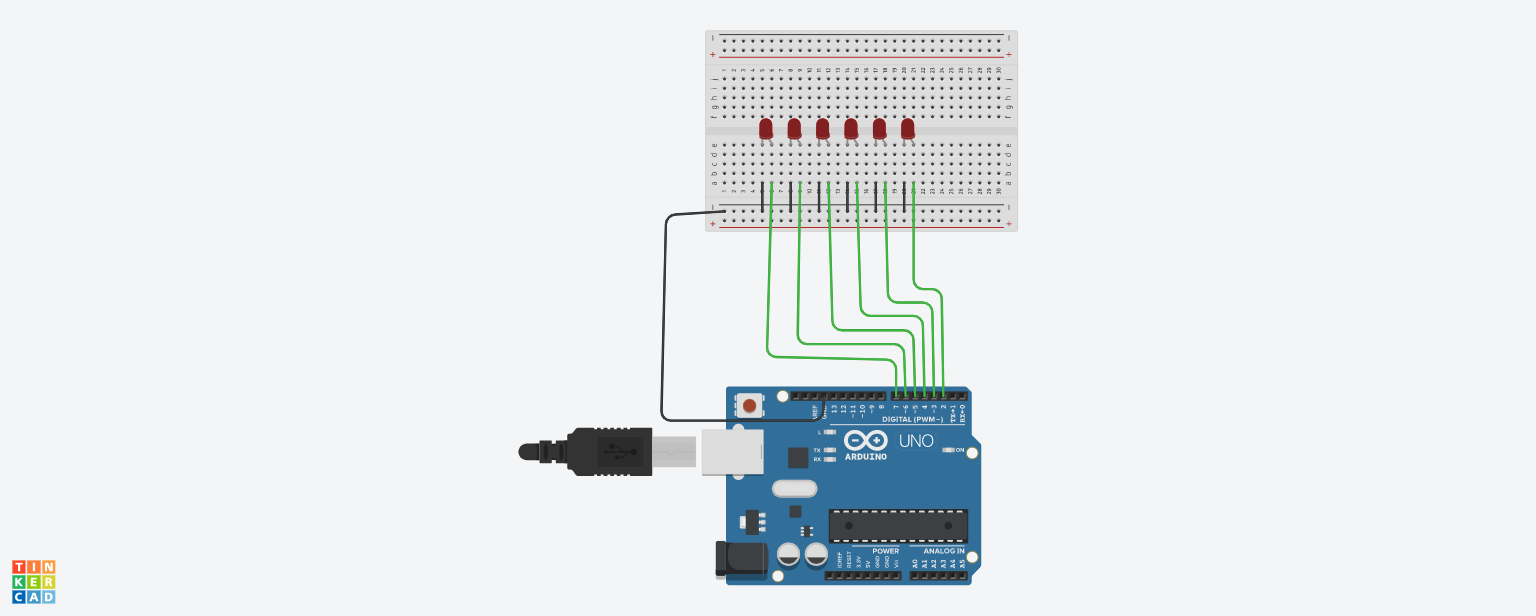 1 2 3 4 5 6 7 8 9 10 11 12 13 14 15 16 17 18 19 20 21 22 23 24 25 26 27 28 29 30
j j
i i
h h
g g
f f
e e
d d
c c
b b
a a
AREF
13
12
~11
~10
~9
8
7
~6
~5
4
~3
2
TX→1
RX←0
DIGITAL (PWM~)
L
TX
RX
ARDUINO
UNO
ON
POWER
ANALOG IN
IOREF
RESET
3.3V
5V
GND
GND
A0
A1
A2
A3
A4
A5
TIN
KER
CAD